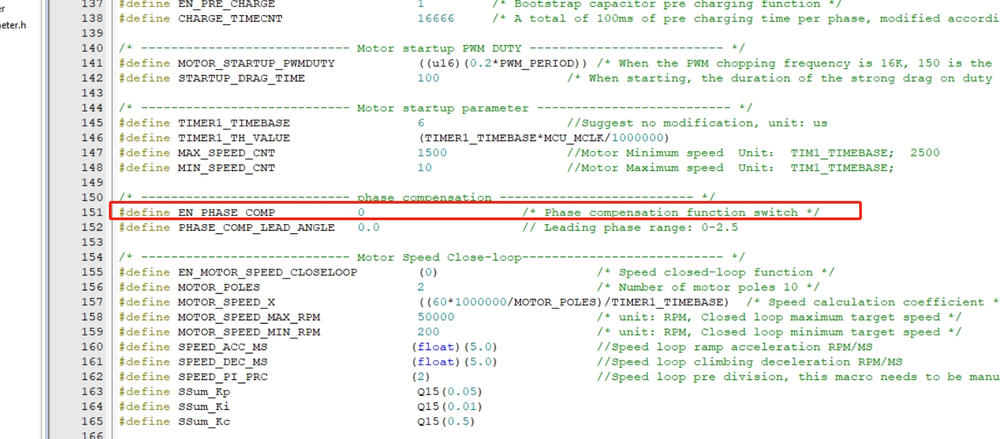 er
eter.h
137 #define EN_PRE_CHARGE 1 /* Bootstrap capacitor pre charging function */
138 #define CHARGE_TIMECNT 16666 /* A total of 100ms of pre charging time per phase, modified accordi
139
140 /* ---------------------------- Motor startup PWM DUTY -------------------------- */
141 #define MOTOR_STARTUP_PWMDUTY ((u16)(0.2*PWM_PERIOD)) /* When the PWM chopping frequency is 16K, 150 is the
142 #define STARTUP_DRAG_TIME 100 /* When starting, the duration of the strong drag on duty
143
144 /* ---------------------------- Motor startup parameter -------------------------- */
145 #define TIMER1_TIMEBASE 6 //Suggest no modification, unit: us
146 #define TIMER1_TH_VALUE (TIMER1_TIMEBASE*MCU_MCLK/1000000)
147 #define MAX_SPEED_CNT 1500 //Motor Minimum speed Unit: TIM1_TIMEBASE; 2500
148 #define MIN_SPEED_CNT 10 //Motor Maximum speed Unit: TIM1_TIMEBASE;
149
150 /* ---------------------------- phase compensation -------------------------- */
151 #define EN_PHASE_COMP 0 /* Phase compensation function switch */
152 #define PHASE_COMP_LEAD_ANGLE 0.0 // Leading phase range: 0-2.5
153
154 /* ---------------------------- Motor Speed Close-loop--------------------------- */
155 #define EN_MOTOR_SPEED_CLOSELOOP (0) /* Speed closed-loop function */
156 #define MOTOR_POLES 2 /* Number of motor poles 10 */
157 #define MOTOR_SPEED_X ((60*1000000/MOTOR_POLES)/TIMER1_TIMEBASE) /* Speed calculation coefficient *
158 #define MOTOR_SPEED_MAX_RPM 50000 /* unit: RPM, Closed loop maximum target speed */
159 #define MOTOR_SPEED_MIN_RPM 200 /* unit: RPM, Closed loop minimum target speed */
160 #define SPEED_ACC_MS (float)(5.0) //Speed loop ramp acceleration RPM/MS
161 #define SPEED_DEC_MS (float)(5.0) //Speed loop climbing deceleration RPM/MS
162 #define SPEED_PI_PRC (2) //Speed loop pre division, this macro needs to be manu
163 #define SSum_Kp Q15(0.05)
164 #define SSum_Ki Q15(0.01)
165 #define SSum_Kc Q15(0.5)
166